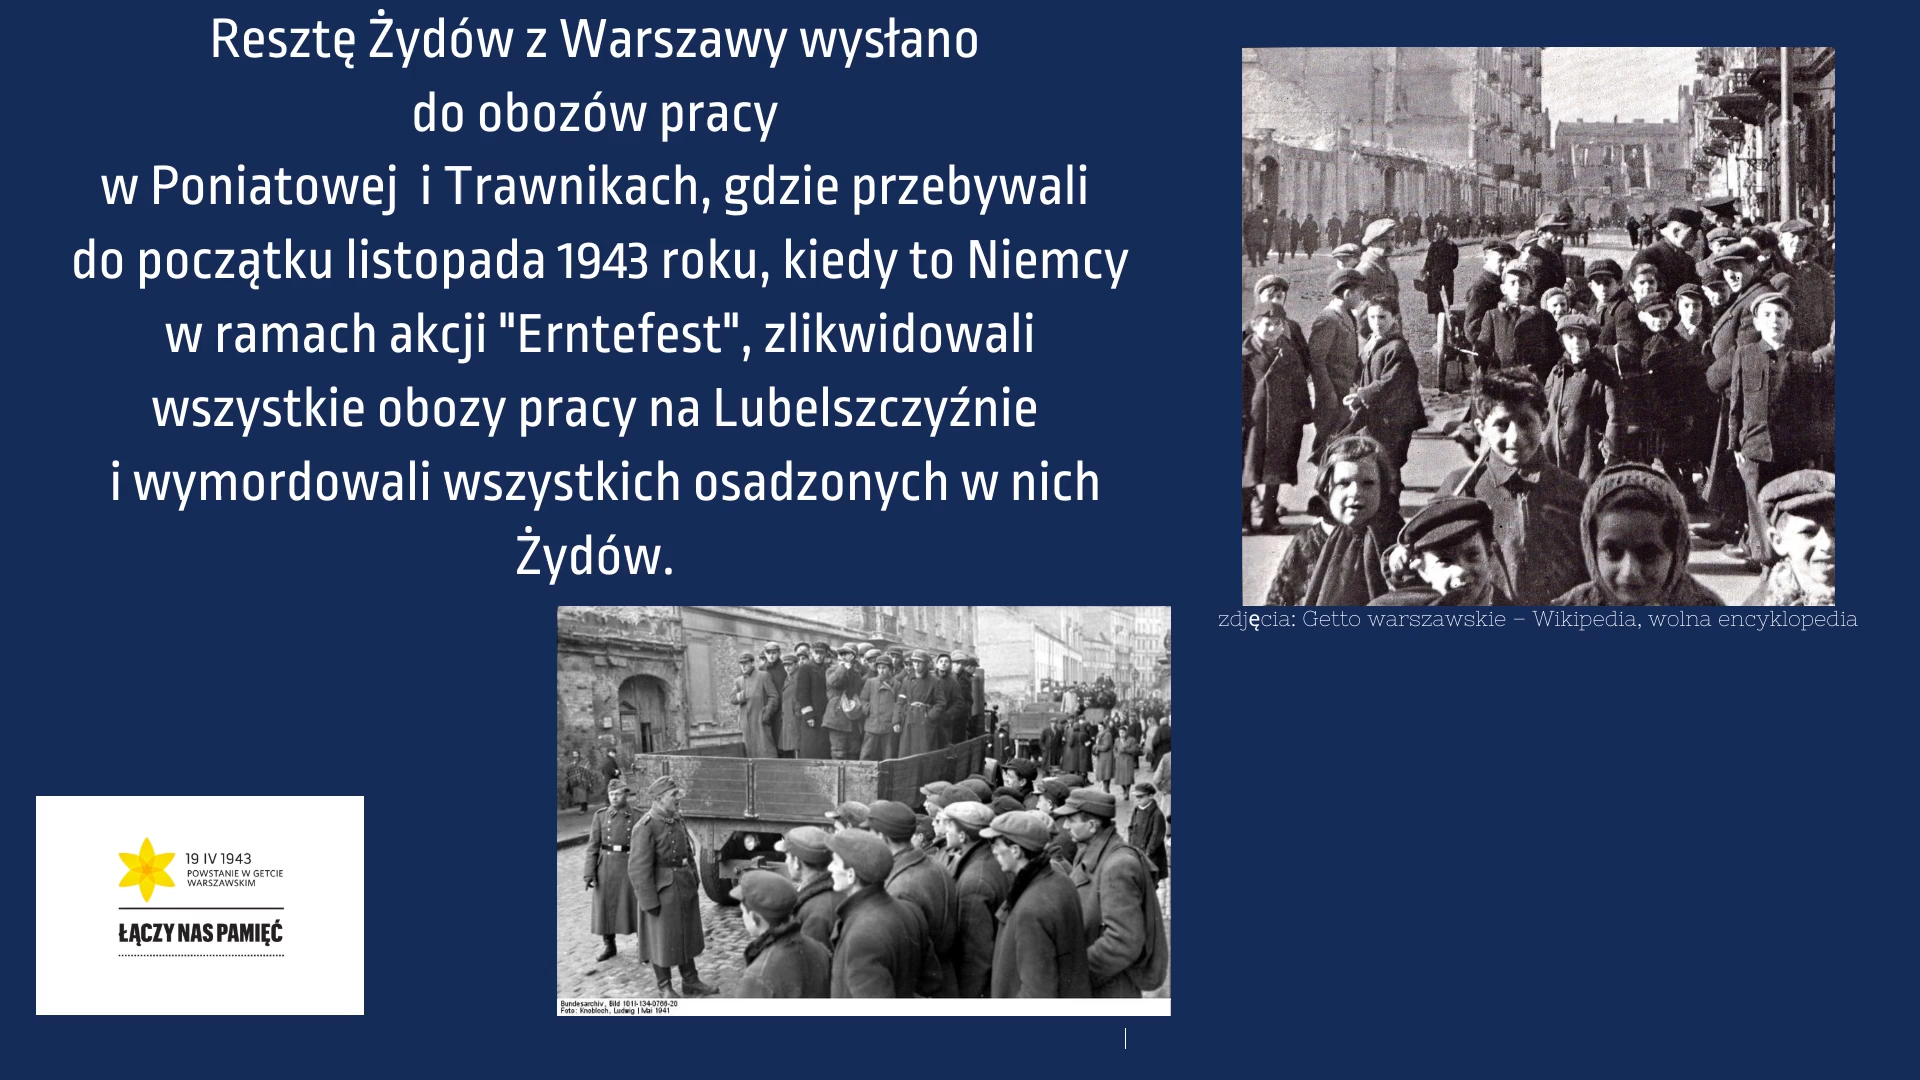 Resztę Żydów z Warszawy wysłano
do obozów pracy
w Poniatowej  i Trawnikach, gdzie przebywali
do początku listopada 1943 roku, kiedy to Niemcy
w ramach akcji "Erntefest", zlikwidowali
wszystkie obozy pracy na Lubelszczyźnie
i wymordowali wszystkich osadzonych w nich
Żydów.
zdjęcia: Getto warszawskie – Wikipedia, wolna encyklopedia
19 IV 1943
POWSTANIE W GETCIE
WARSZAWSKIM
ŁĄCZY NAS PAMIĘĆ
Bundesarchiv, Bild 101I-134-0766-20
Foto: Knobloch, Ludwig | Mai 1941